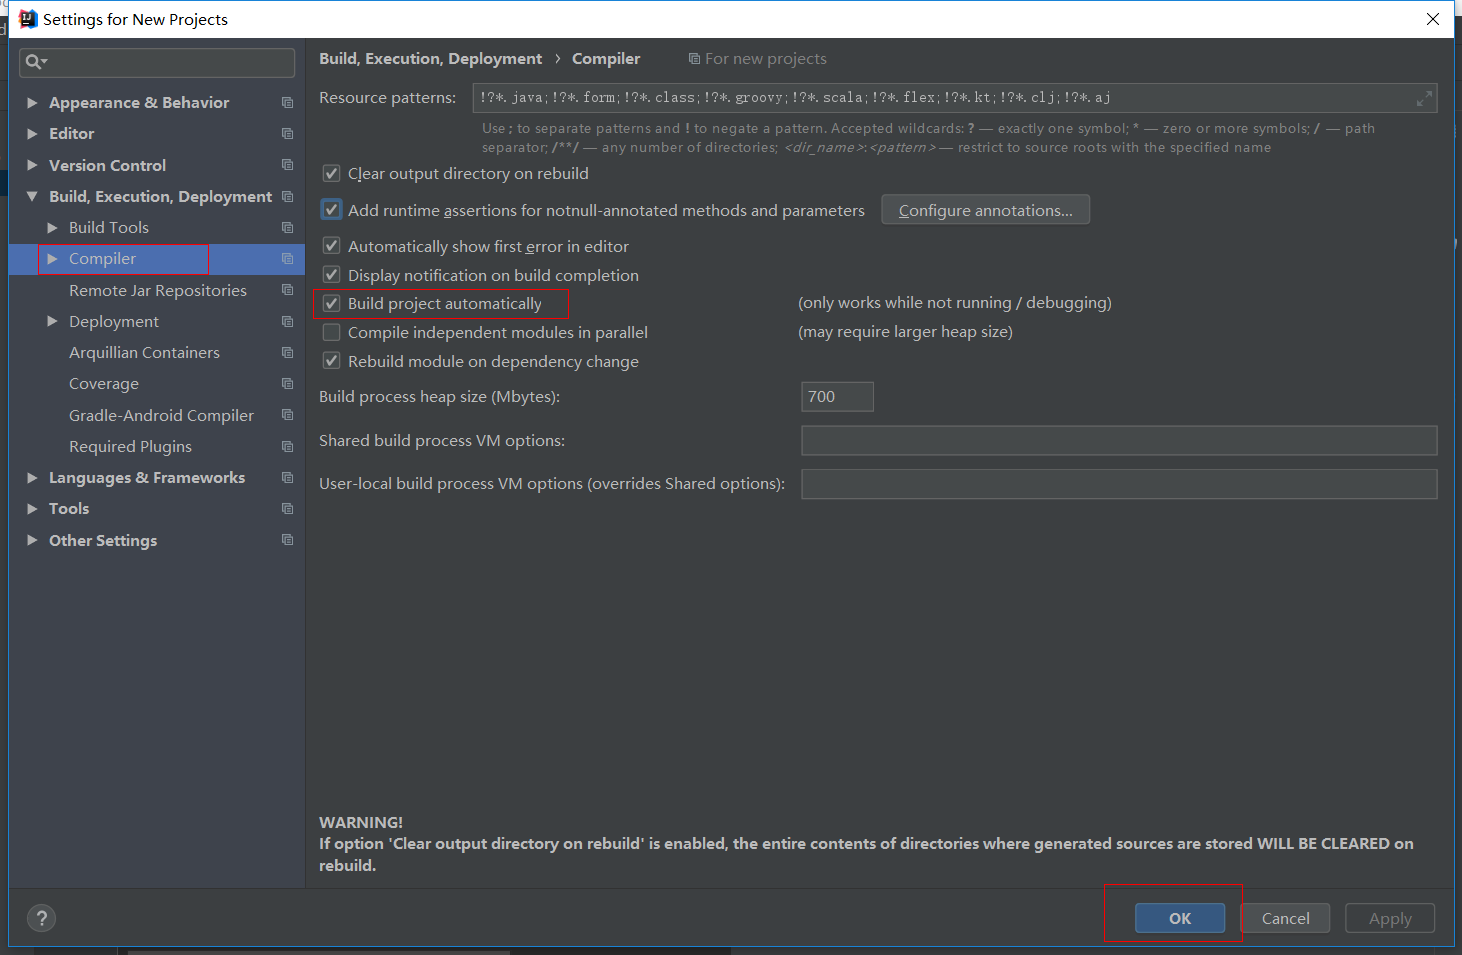 Settings for New Projects
Build, Execution, Deployment › Compiler For new projects
Appearance & Behavior
Editor
Version Control
Build, Execution, Deployment
Build Tools
Compiler
Remote Jar Repositories
Deployment
Arquillian Containers
Coverage
Gradle-Android Compiler
Required Plugins
Languages & Frameworks
Tools
Other Settings
Resource patterns: !?*.java;!?*.form;!?*.class;!?*.groovy;!?*.scala;!?*.flex;!?*.kt;!?*.clj;!?*.aj
Use ; to separate patterns and ! to negate a pattern. Accepted wildcards: ? — exactly one symbol; * — zero or more symbols; / — path
separator; /**/ — any number of directories; <dir_name>:<pattern> — restrict to source roots with the specified name
Clear output directory on rebuild
Add runtime assertions for notnull-annotated methods and parameters Configure annotations...
Automatically show first error in editor
Display notification on build completion
Build project automatically (only works while not running / debugging)
Compile independent modules in parallel (may require larger heap size)
Rebuild module on dependency change
Build process heap size (Mbytes): 700
Shared build process VM options:
User-local build process VM options (overrides Shared options):
WARNING!
If option 'Clear output directory on rebuild' is enabled, the entire contents of directories where generated sources are stored WILL BE CLEARED on
rebuild.
? OK Cancel Apply